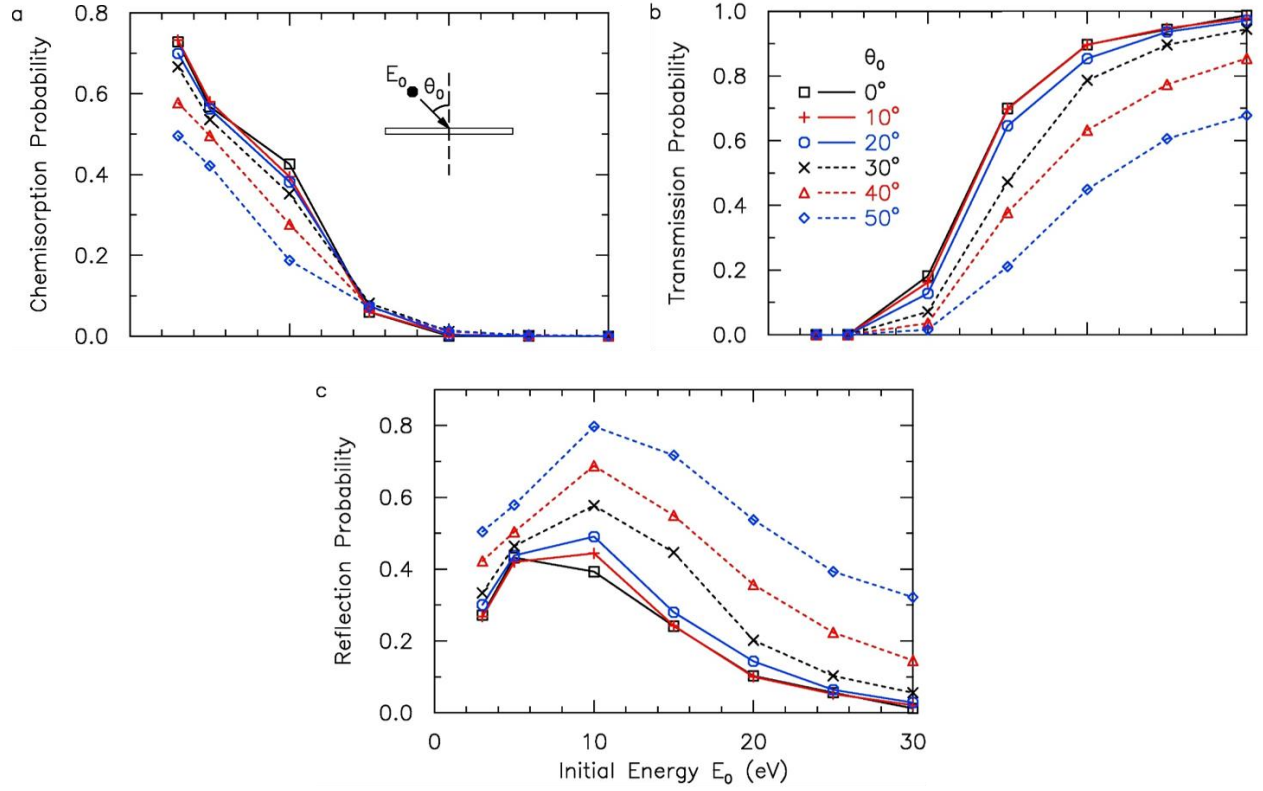 a
0.8
0.6
0.4
0.2
0.0
Chemisorption Probability
E₀
θ₀
b
1.0
0.8
0.6
0.4
0.2
0.0
Transmission Probability
θ₀
0°
10°
20°
30°
40°
50°
c
0.8
0.6
0.4
0.2
0.0
Reflection Probability
0 10 20 30
Initial Energy E₀ (eV)